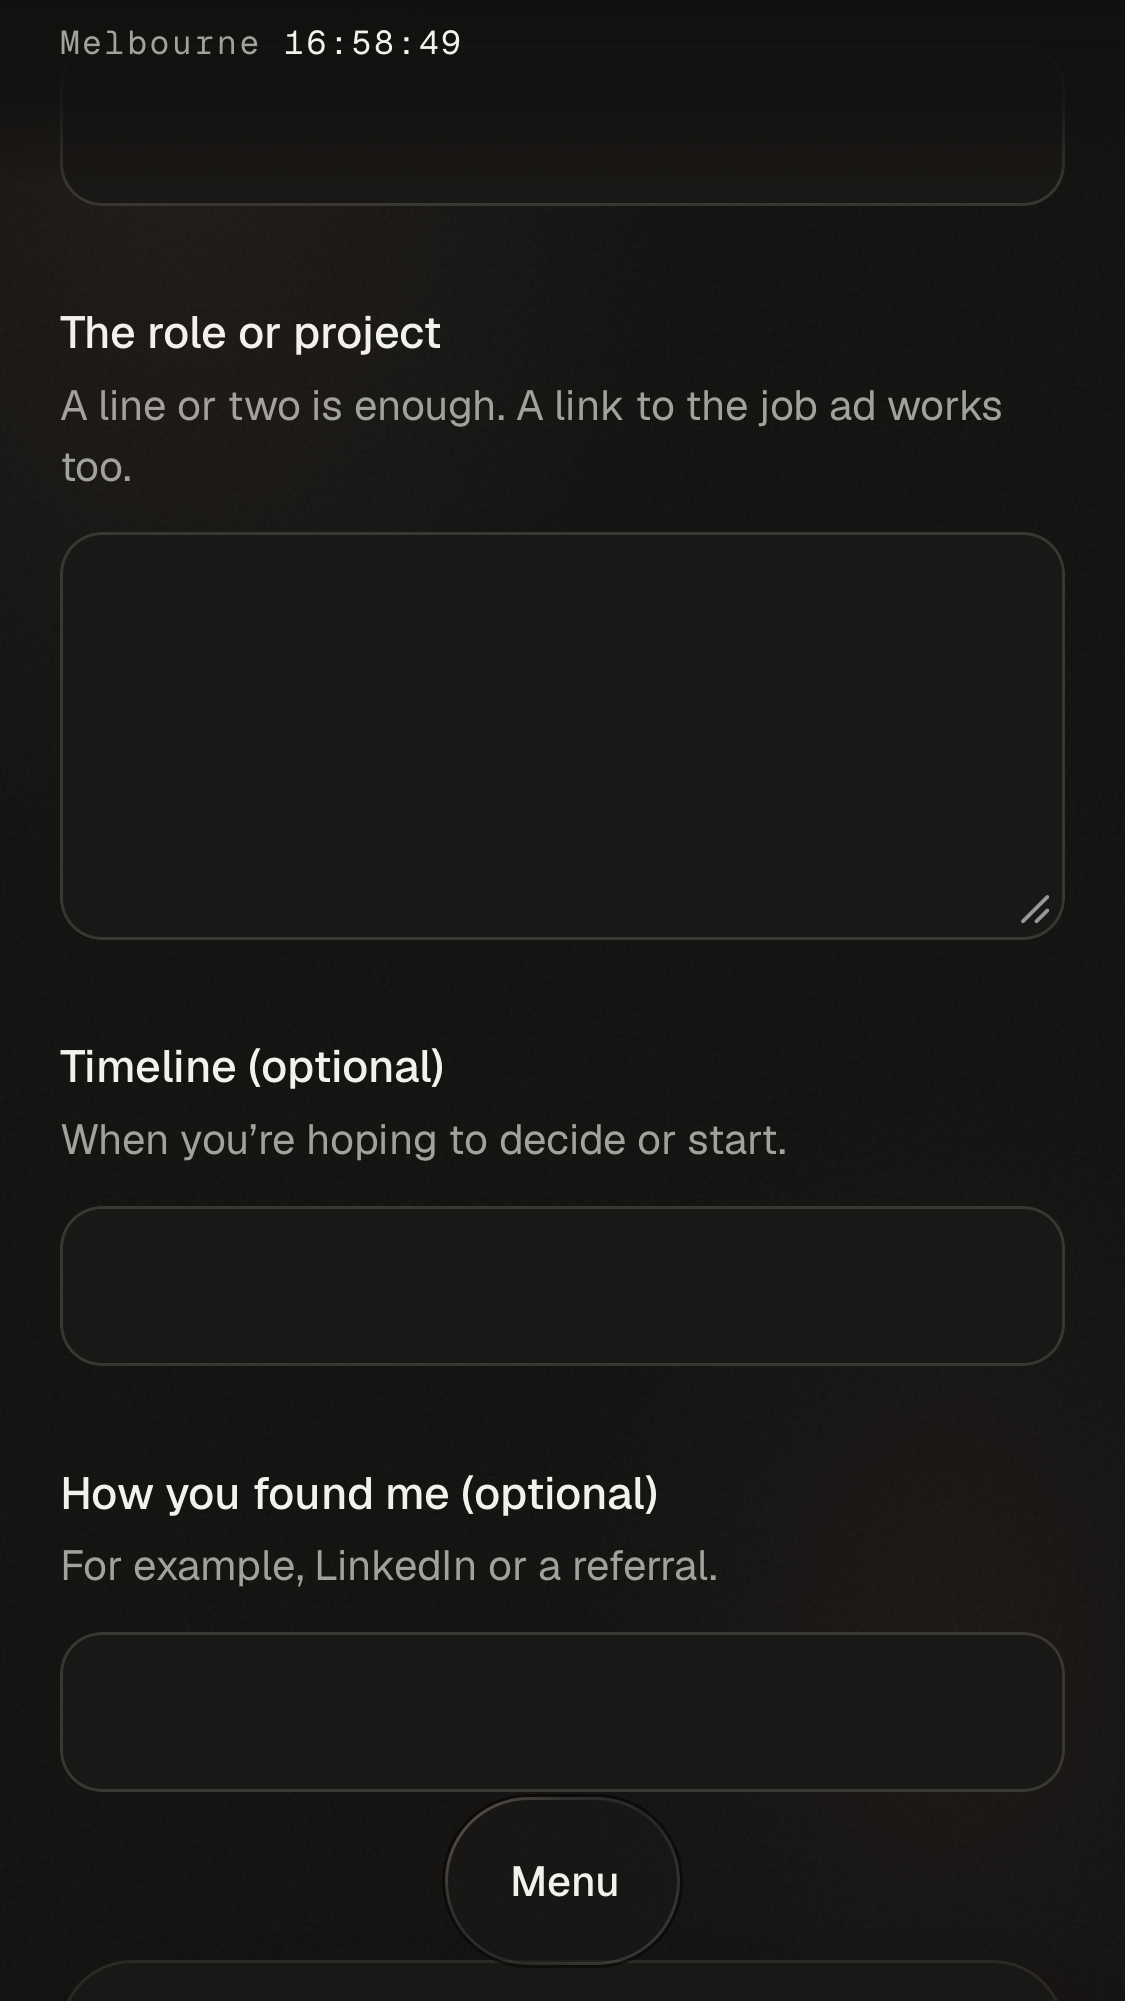 Melbourne 16:58:49
The role or project
A line or two is enough. A link to the job ad works
too.
Timeline (optional)
When you’re hoping to decide or start.
How you found me (optional)
For example, LinkedIn or a referral.
Menu